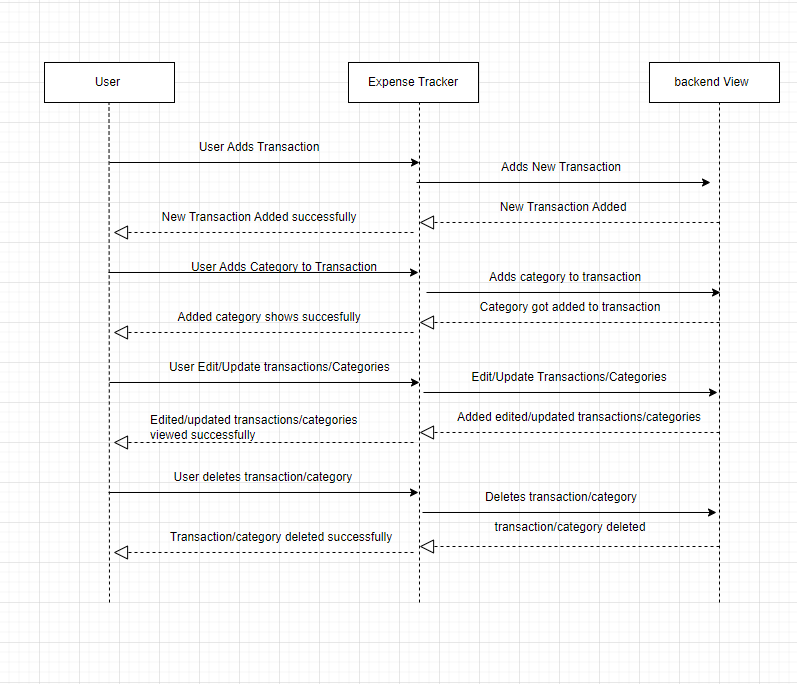 User
Expense Tracker
backend View
User Adds Transaction
Adds New Transaction
New Transaction Added
New Transaction Added successfully
User Adds Category to Transaction
Adds category to transaction
Category got added to transaction
Added category shows succesfully
User Edit/Update transactions/Categories
Edit/Update Transactions/Categories
Added edited/updated transactions/categories
Edited/updated transactions/categories
viewed successfully
User deletes transaction/category
Deletes transaction/category
transaction/category deleted
Transaction/category deleted successfully